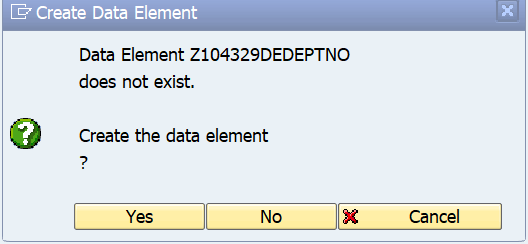 Create Data Element
Data Element Z104329DEDEPTNO
does not exist.
Create the data element
?
Yes
No
Cancel